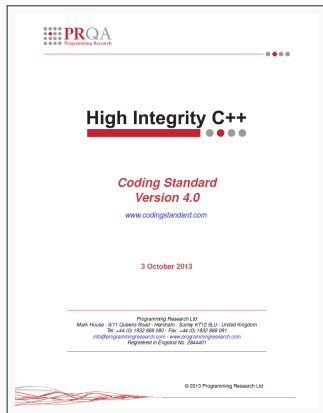 PRQA
Programming Research
High Integrity C++
Coding Standard
Version 4.0
www.codingstandard.com
3 October 2013
Programming Research Ltd
Mark House - 9/11 Queens Road - Hersham - Surrey KT12 5LU - United Kingdom
Tel: +44 (0) 1932 888 080 - Fax: +44 (0) 1932 888 081
info@programmingresearch.com - www.programmingresearch.com
Registered in England No. 2844401
© 2013 Programming Research Ltd